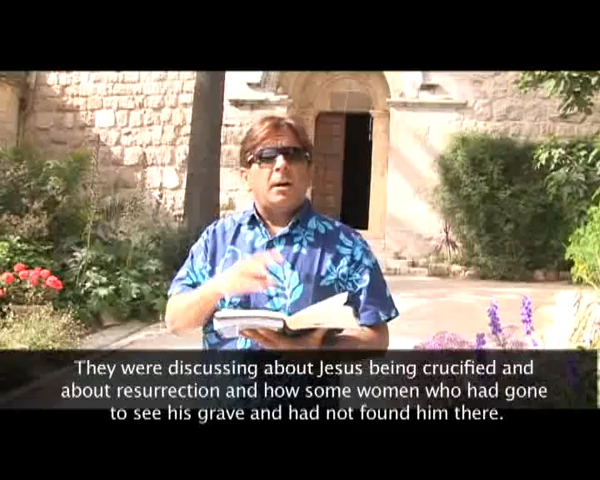 They were discussing about Jesus being crucified and
about resurrection and how some women who had gone
to see his grave and had not found him there.